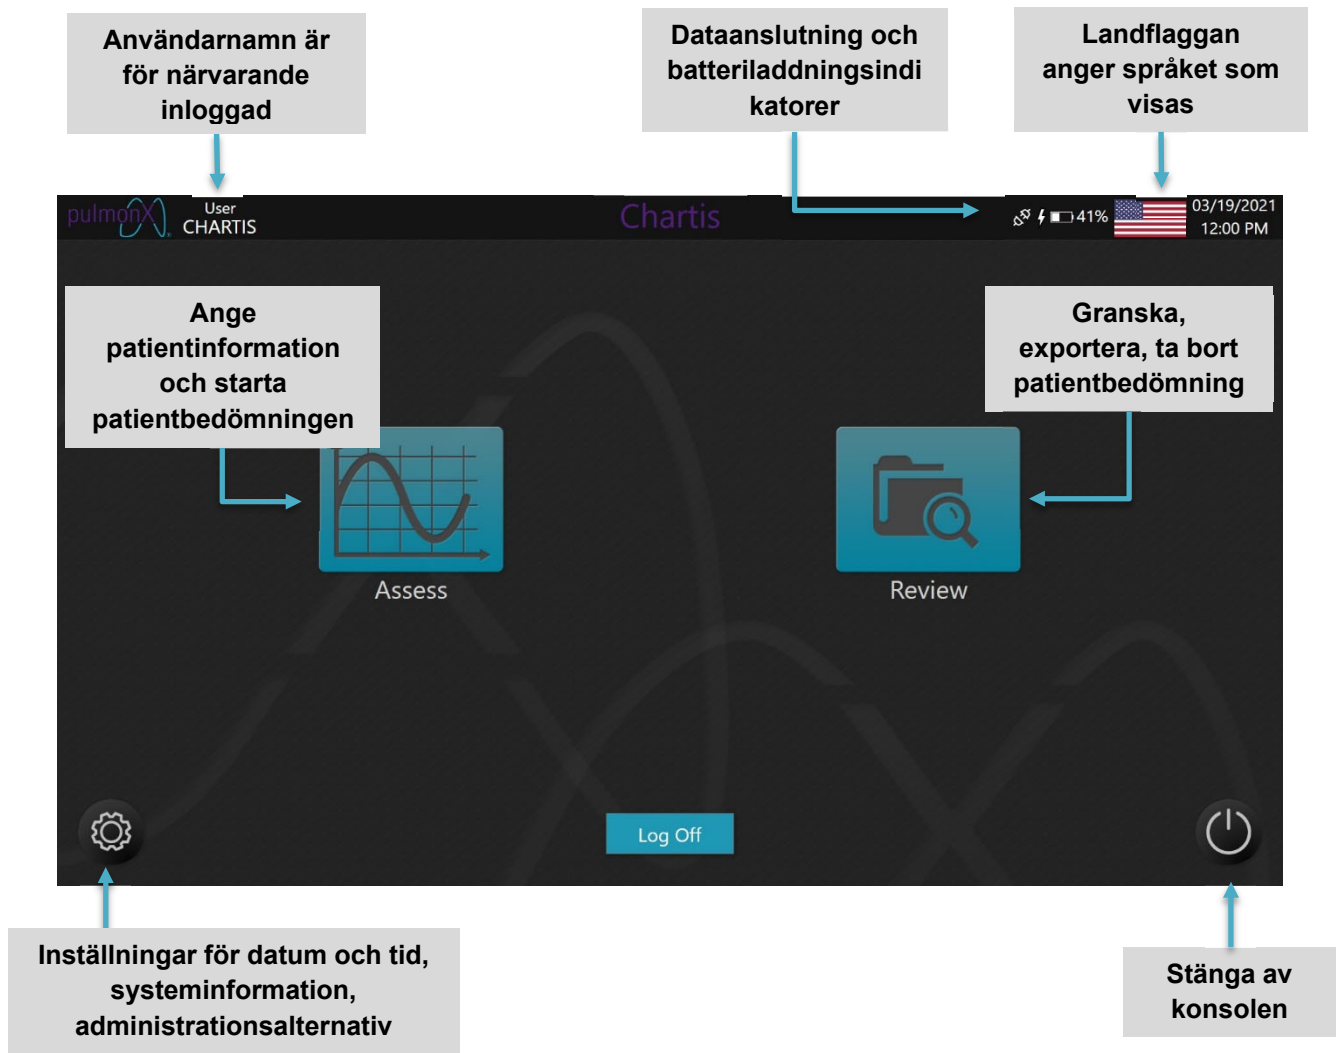 Användarnamn är
för närvarande
inloggad
Dataanslutning och
batteriladdningsindi
katorer
Landflaggan
anger språket som
visas
pulmonX
User
CHARTIS
Chartis
41%
03/19/2021
12:00 PM
Ange
patientinformation
och starta
patientbedömningen
Granska,
exportera, ta bort
patientbedömning
Assess
Review
Log Off
Inställningar för datum och tid,
systeminformation,
administrationsalternativ
Stänga av
konsolen